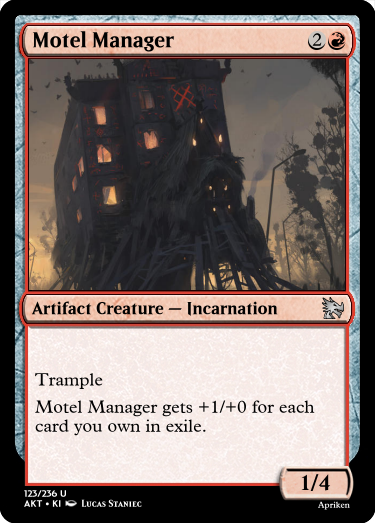 Motel Manager 2
Artifact Creature — Incarnation
Trample
Motel Manager gets +1/+0 for each
card you own in exile.
1/4
123/236 U
AKT • KI Lucas Staniec
Apriken